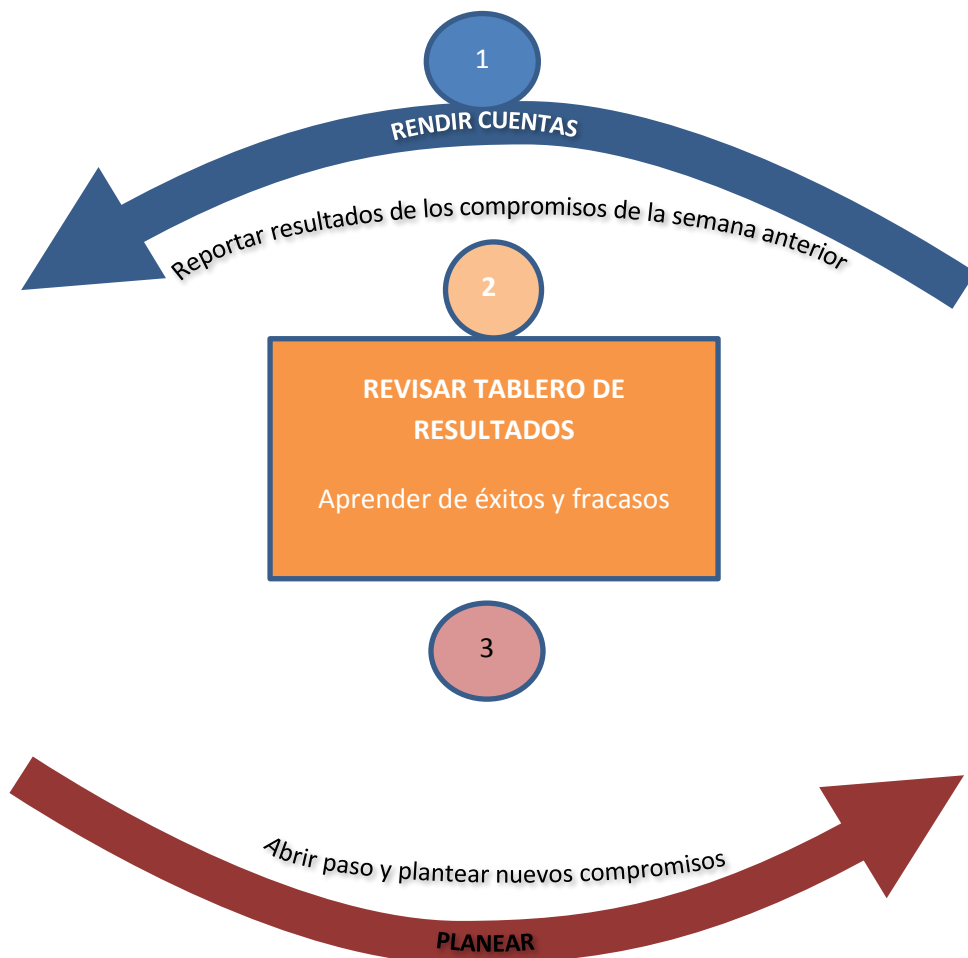 1
RENDIR CUENTAS
Reportar resultados de los compromisos de la semana anterior
2
REVISAR TABLERO DE
RESULTADOS
Aprender de éxitos y fracasos
3
Abrir paso y plantear nuevos compromisos
PLANEAR